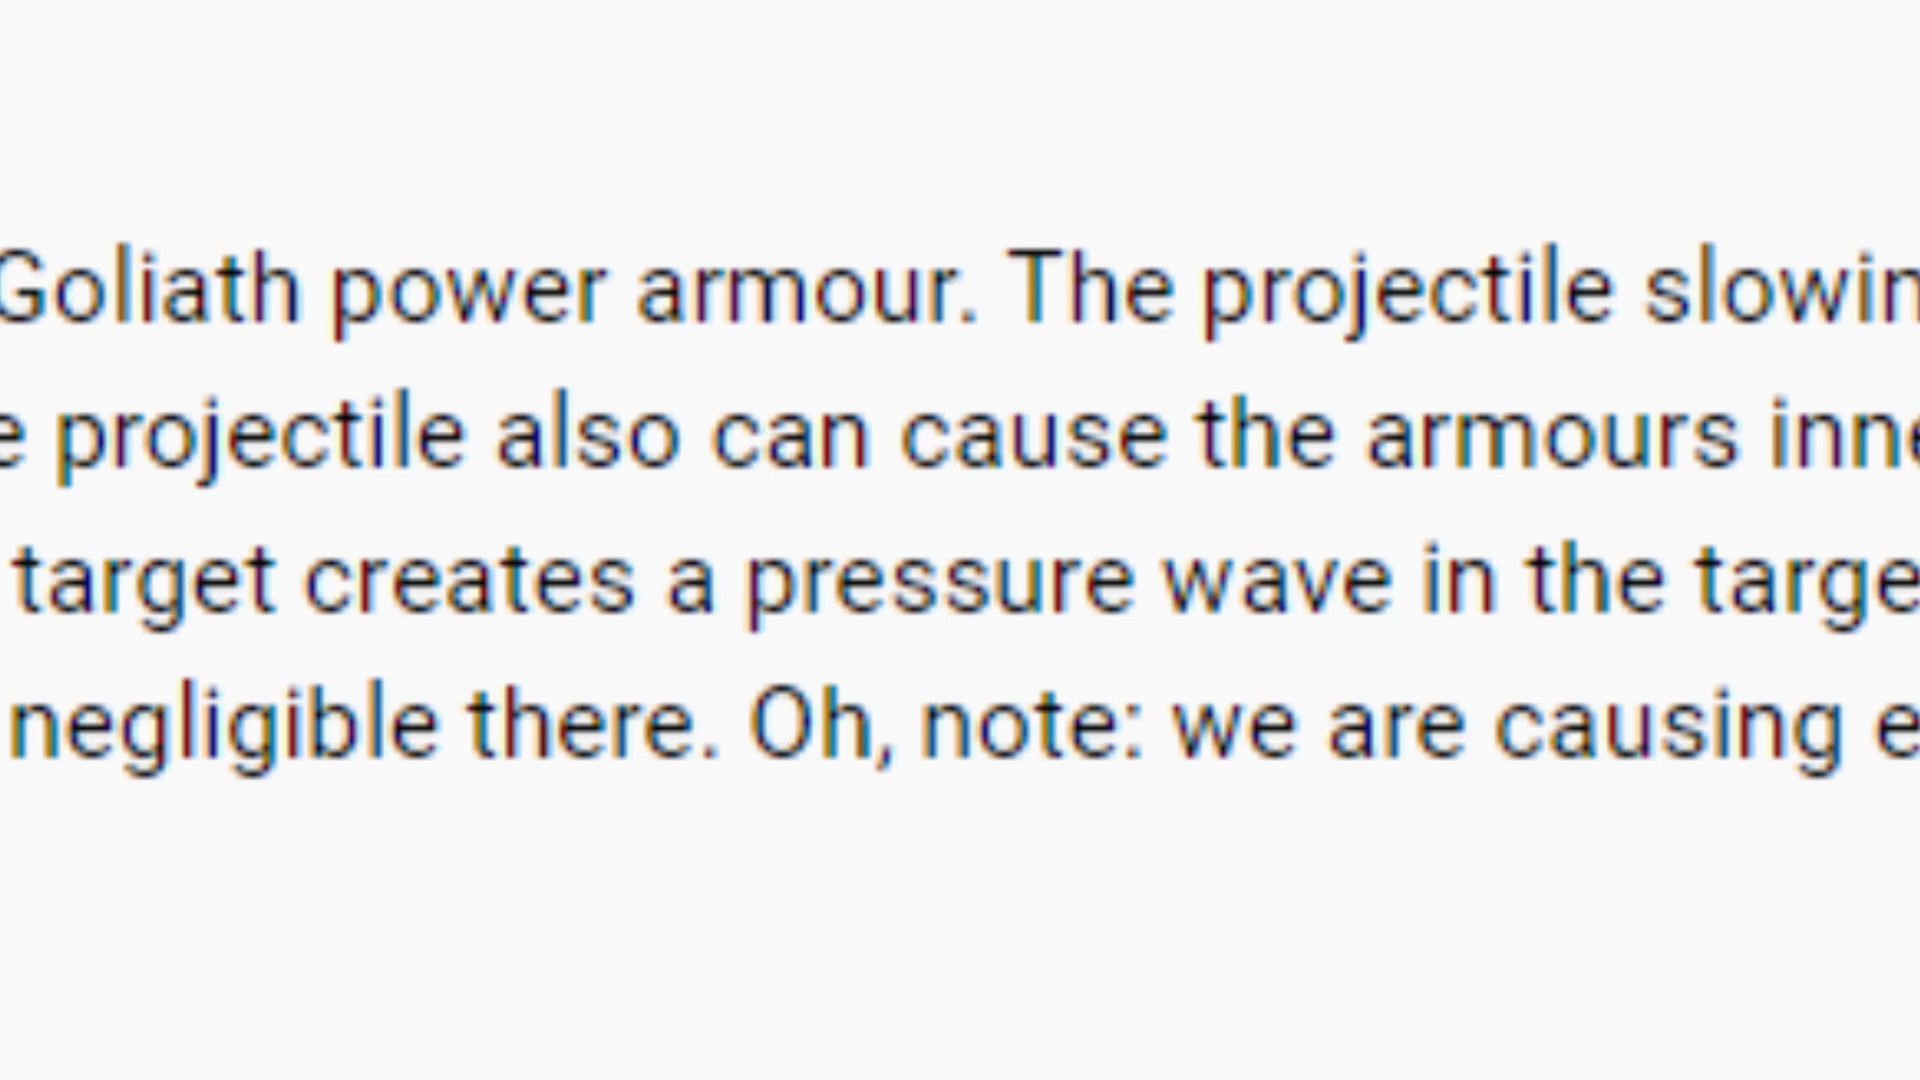 Goliath power armour. The projectile slowin
e projectile also can cause the armours inne
target creates a pressure wave in the targe
negligible there. Oh, note: we are causing e